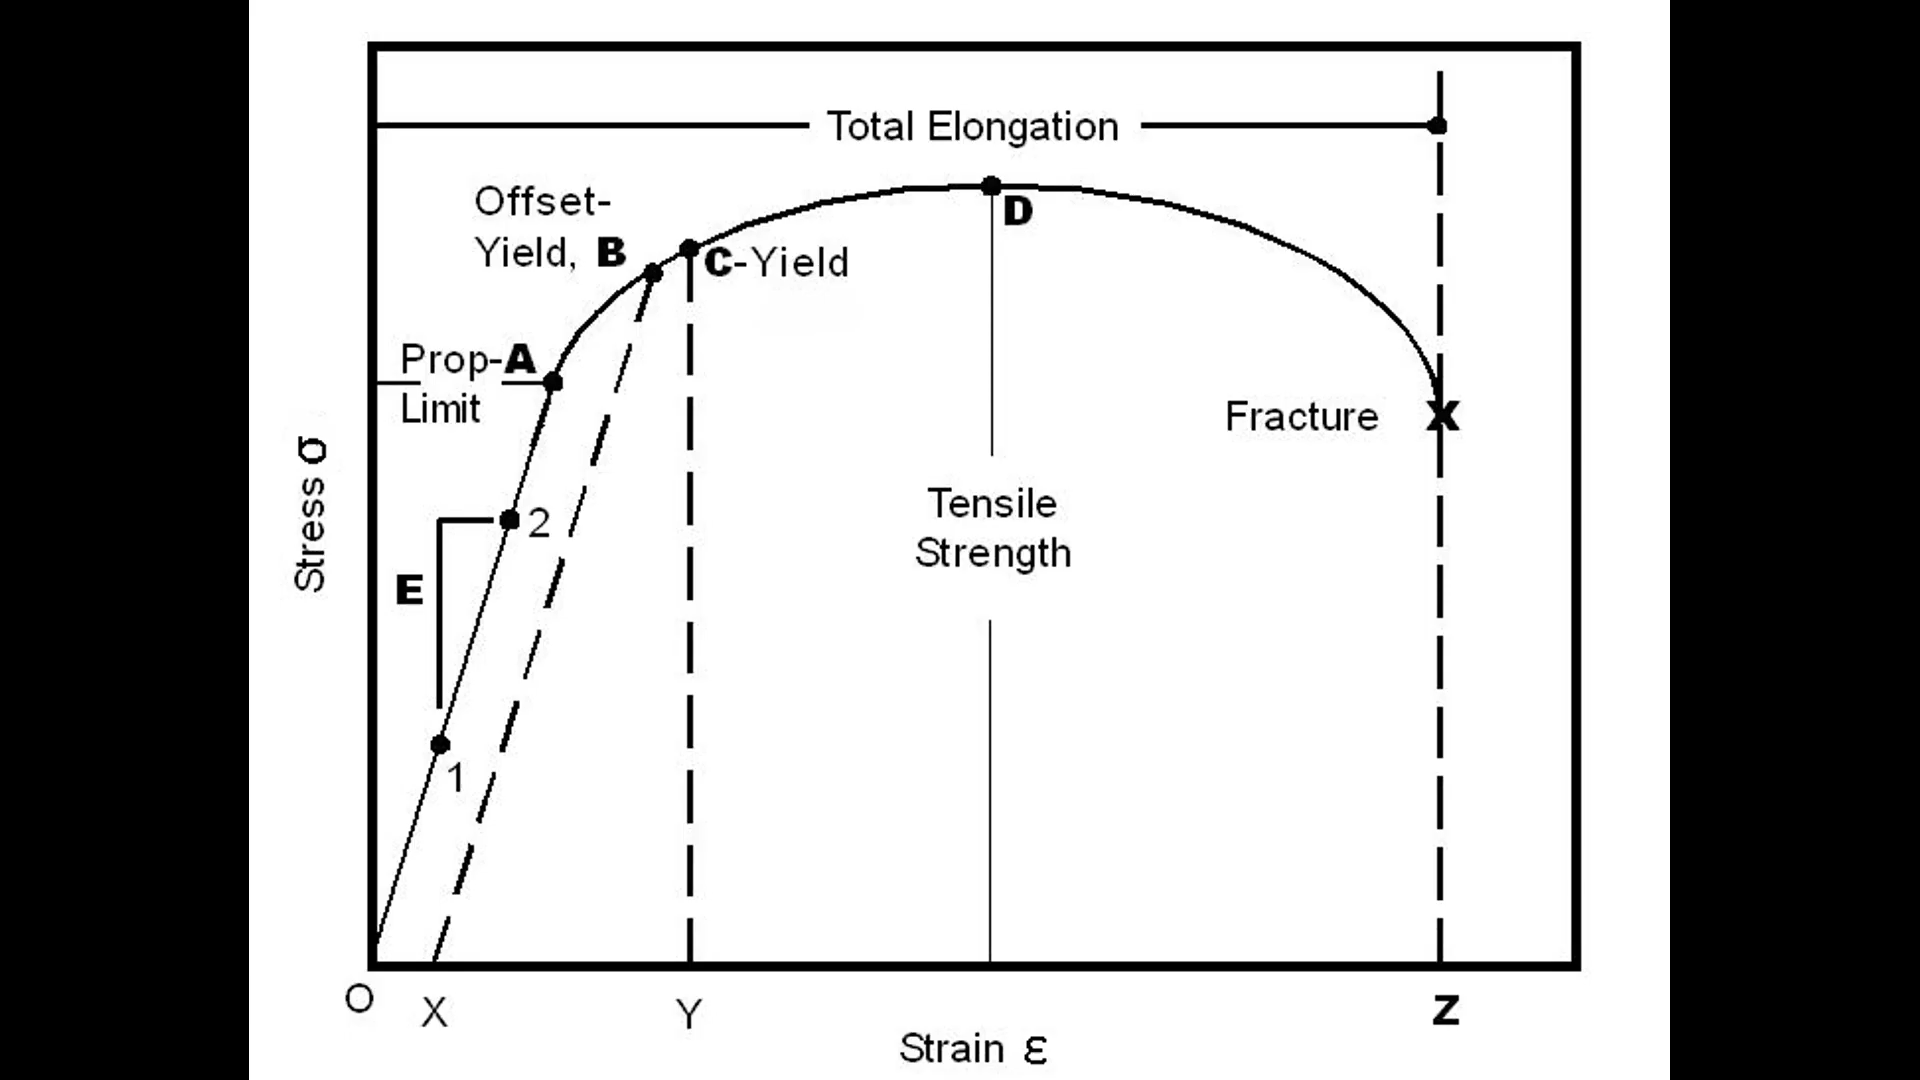 Total Elongation
Offset-
Yield, B
C-Yield
D
Prop-A
Limit
Fracture X
Stress σ
Tensile
Strength
2
E
1
O X Y Z
Strain ε